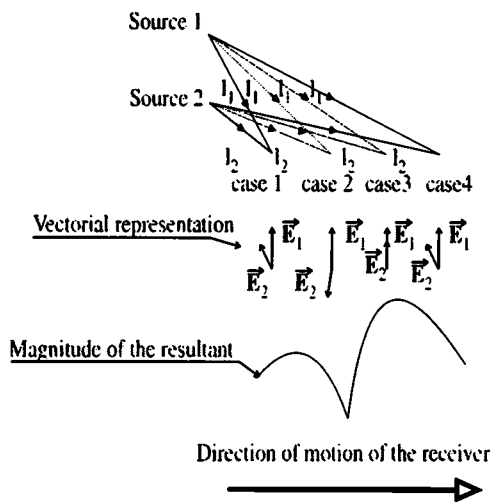 Source 1
l₁ l₁ l₁ l₁
Source 2
l₂ l₂ l₂ l₂
case 1 case 2 case3 case4
Vectorial representation
E₁ E₁ E₁ E₁
E₂ E₂ E₂ E₂
Magnitude of the resultant
Direction of motion of the receiver